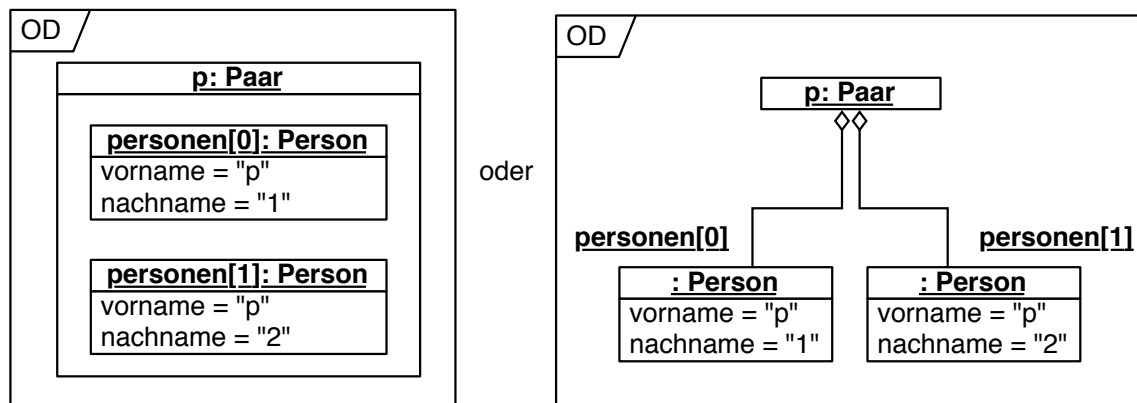 OD
p: Paar
personen[0]: Person
vorname = "p"
nachname = "1"
personen[1]: Person
vorname = "p"
nachname = "2"
oder
OD
p: Paar
personen[0]
personen[1]
: Person
vorname = "p"
nachname = "1"
: Person
vorname = "p"
nachname = "2"